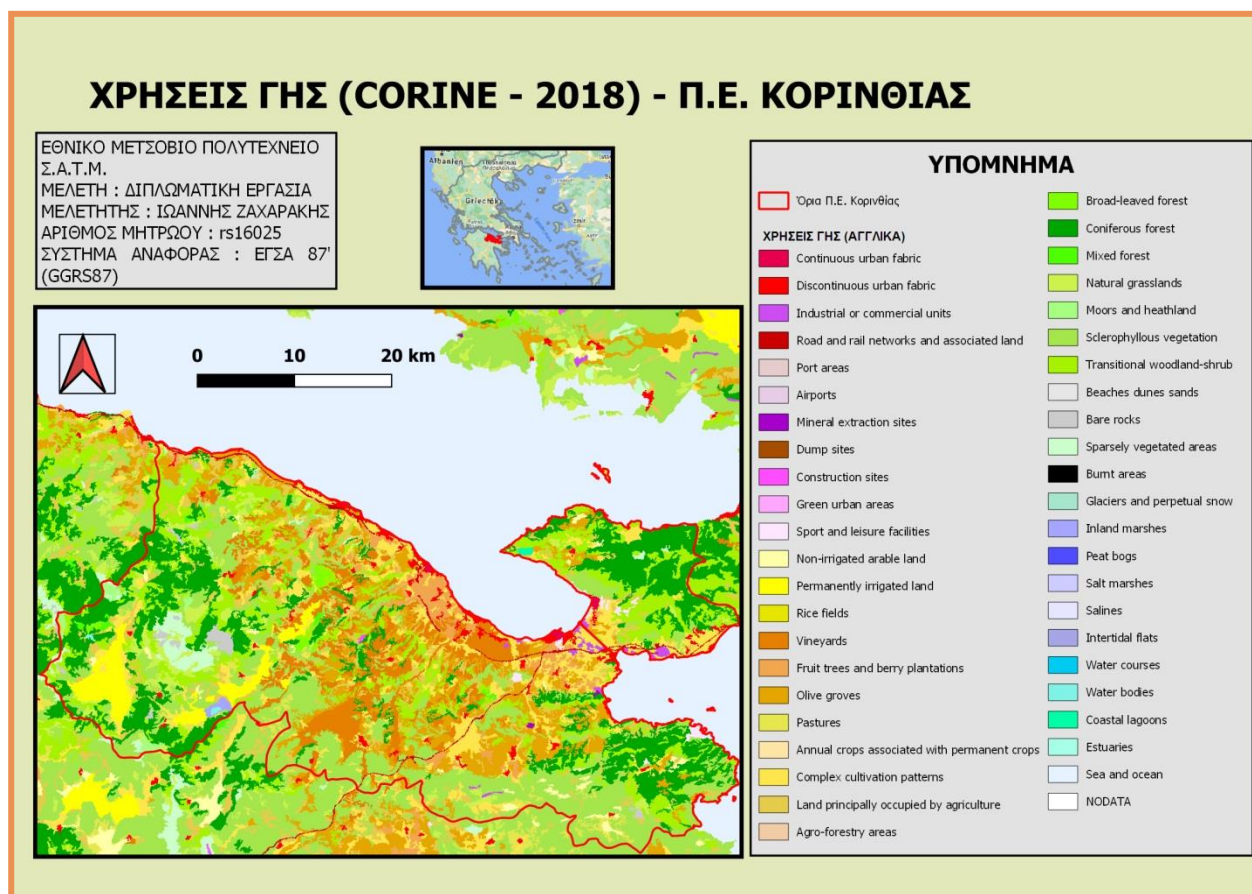 ΧΡΗΣΕΙΣ ΓΗΣ (CORINE - 2018) - Π.Ε. ΚΟΡΙΝΘΙΑΣ
ΕΘΝΙΚΟ ΜΕΤΣΟΒΙΟ ΠΟΛΥΤΕΧΝΕΙΟ
Σ.Α.Τ.Μ.
ΜΕΛΕΤΗ : ΔΙΠΛΩΜΑΤΙΚΗ ΕΡΓΑΣΙΑ
ΜΕΛΕΤΗΤΗΣ : ΙΩΑΝΝΗΣ ΖΑΧΑΡΑΚΗΣ
ΑΡΙΘΜΟΣ ΜΗΤΡΩΟΥ : rs16025
ΣΥΣΤΗΜΑ ΑΝΑΦΟΡΑΣ : ΕΓΣΑ 87'
(GGRS87)
Albanien
Griechenland
0 10 20 km
ΥΠΟΜΝΗΜΑ
Όρια Π.Ε. Κορινθίας
ΧΡΗΣΕΙΣ ΓΗΣ (ΑΓΓΛΙΚΑ)
Continuous urban fabric
Discontinuous urban fabric
Industrial or commercial units
Road and rail networks and associated land
Port areas
Airports
Mineral extraction sites
Dump sites
Construction sites
Green urban areas
Sport and leisure facilities
Non-irrigated arable land
Permanently irrigated land
Rice fields
Vineyards
Fruit trees and berry plantations
Olive groves
Pastures
Annual crops associated with permanent crops
Complex cultivation patterns
Land principally occupied by agriculture
Agro-forestry areas
Broad-leaved forest
Coniferous forest
Mixed forest
Natural grasslands
Moors and heathland
Sclerophyllous vegetation
Transitional woodland-shrub
Beaches dunes sands
Bare rocks
Sparsely vegetated areas
Burnt areas
Glaciers and perpetual snow
Inland marshes
Peat bogs
Salt marshes
Salines
Intertidal flats
Water courses
Water bodies
Coastal lagoons
Estuaries
Sea and ocean
NODATA